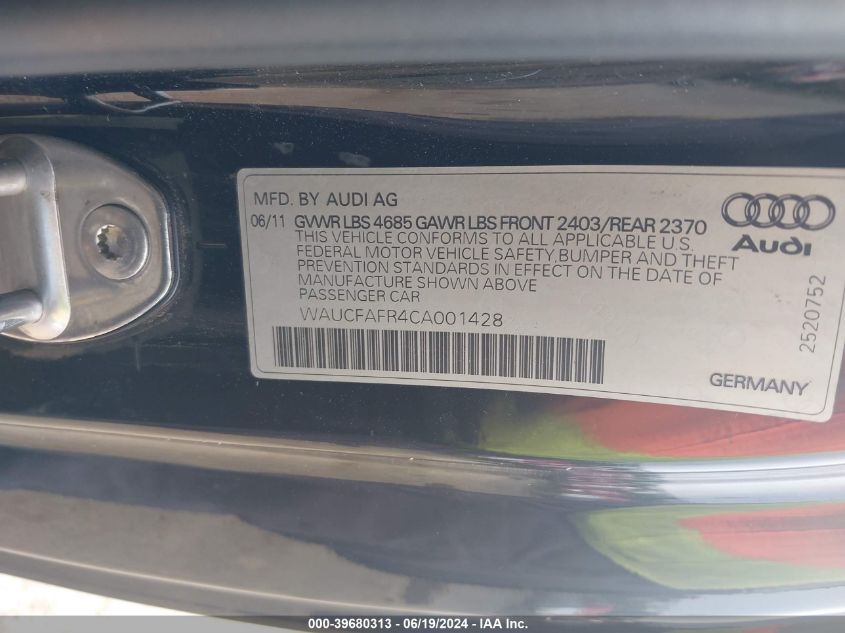 MFD. BY AUDI AG
06/11 GVWR LBS 4685 GAWR LBS FRONT 2403/REAR 2370
THIS VEHICLE CONFORMS TO ALL APPLICABLE U.S.
FEDERAL MOTOR VEHICLE SAFETY,BUMPER AND THEFT
PREVENTION STANDARDS IN EFFECT ON THE DATE OF
MANUFACTURE SHOWN ABOVE
PASSENGER CAR
WAUCFAFR4CA001428
Audi
2520752
GERMANY
000-39680313 - 06/19/2024 - IAA Inc.